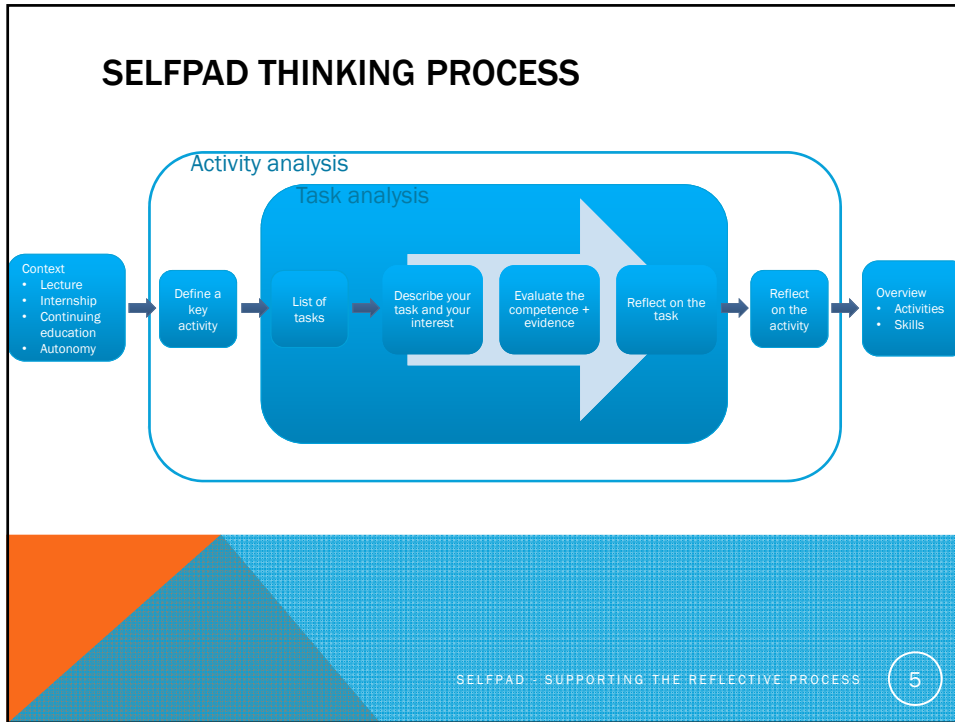 SELFPAD THINKING PROCESS
Activity analysis
Task analysis
Context
• Lecture
• Internship
• Continuing
education
• Autonomy
Define a
key
activity
List of
tasks
Describe your
task and your
interest
Evaluate the
competence +
evidence
Reflect on the
task
Reflect
on the
activity
Overview
• Activities
• Skills
SELFPAD - SUPPORTING THE REFLECTIVE PROCESS
5